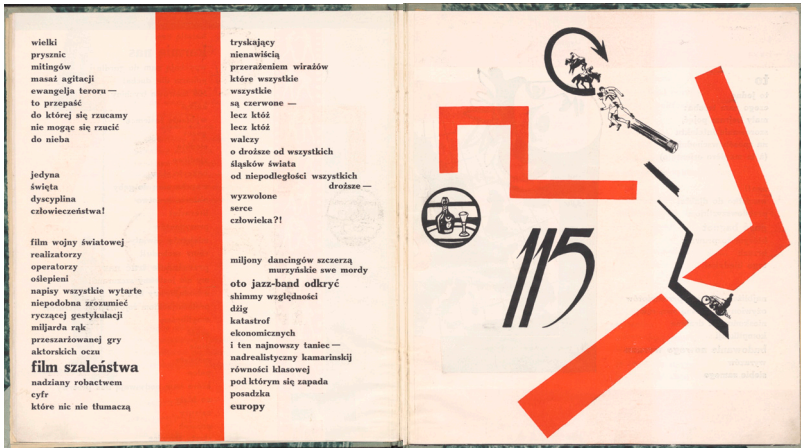 wielki
prysznic
mitingów
masaż agitacji
ewangelja teroru —
to przepaść
do której się rzucamy
nie mogąc się rzucić
do nieba
jedyna
święta
dyscyplina
człowieczeństwa!
film wojny światowej
realizatorzy
operatorzy
oślepieni
napisy wszystkie wytarte
niepodobna zrozumieć
ryczącej gestykulacji
miljarda rąk
przeszarżowanej gry
aktorskich oczu
film szaleństwa
nadziany robactwem
cyfr
które nic nie tłumaczą
tryskający
nienawiścią
przerażeniem wirażów
które wszystkie
wszystkie
są czerwone —
lecz któż
lecz któż
walczy
o droższe od wszystkich
śląsków świata
od niepodległości wszystkich
droższe —
wyzwolone
serce
człowieka?!
miljony dancingów szczerzą
murzyńskie swe mordy
oto jazz-band odkryć
shimmy względności
dżig
katastrof
ekonomicznych
i ten najnowszy taniec —
nadrealistyczny kamarinskij
równości klasowej
pod którym się zapada
posadzka
europy
115